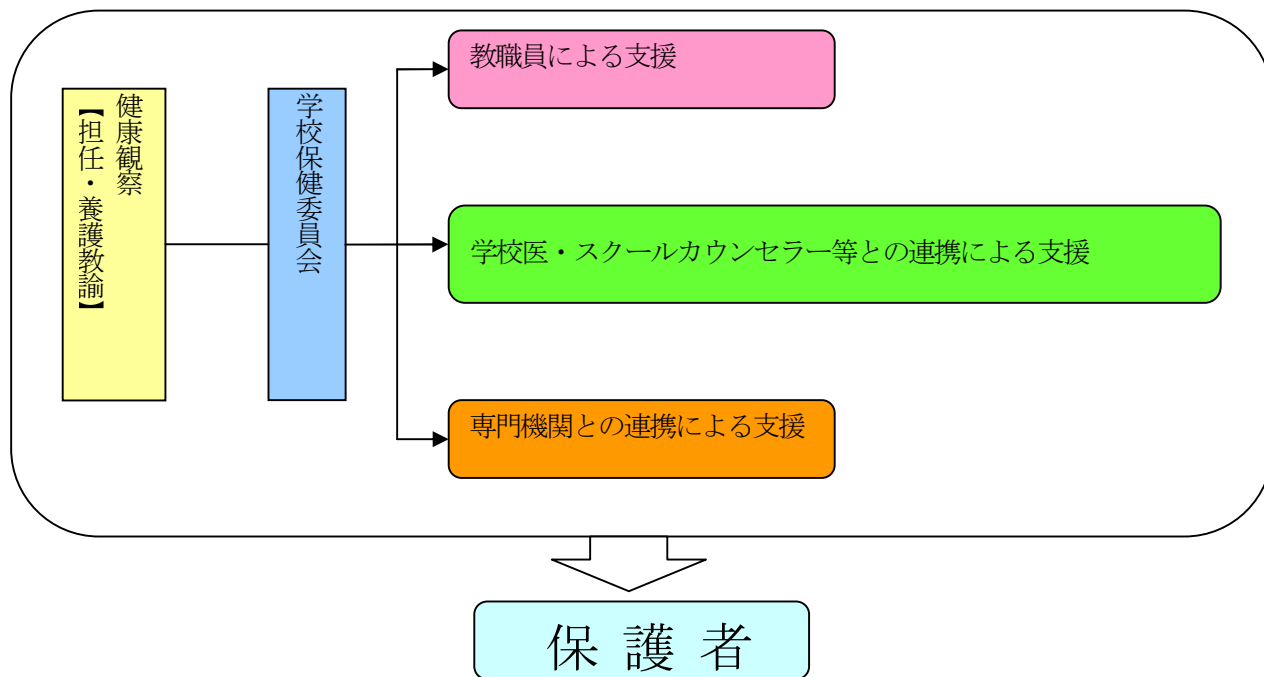 健康観察
【担任・養護教諭】
学校保健委員会
教職員による支援
学校医・スクールカウンセラー等との連携による支援
専門機関との連携による支援
保護者